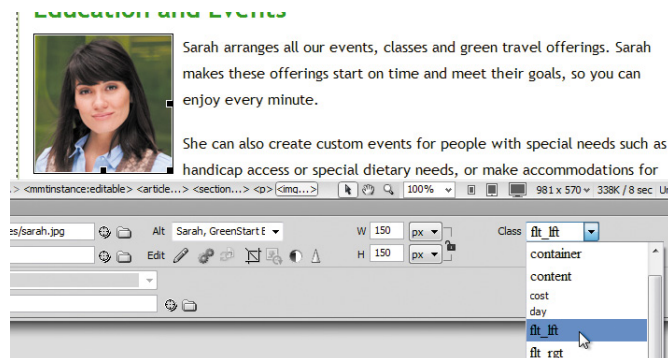 Education and Events
Sarah arranges all our events, classes and green travel offerings. Sarah
makes these offerings start on time and meet their goals, so you can
enjoy every minute.
She can also create custom events for people with special needs such as
handicap access or special dietary needs, or make accommodations for
.> <mmtinstance:editable> <article...> <section...> <p> <img...> 100% 981 x 570 338K / 8 sec
es/sarah.jpg Alt Sarah, GreenStart E W 150 px Class flt_lft
Edit H 150 px
container
content
cost
day
flt_lft
flt_rgt